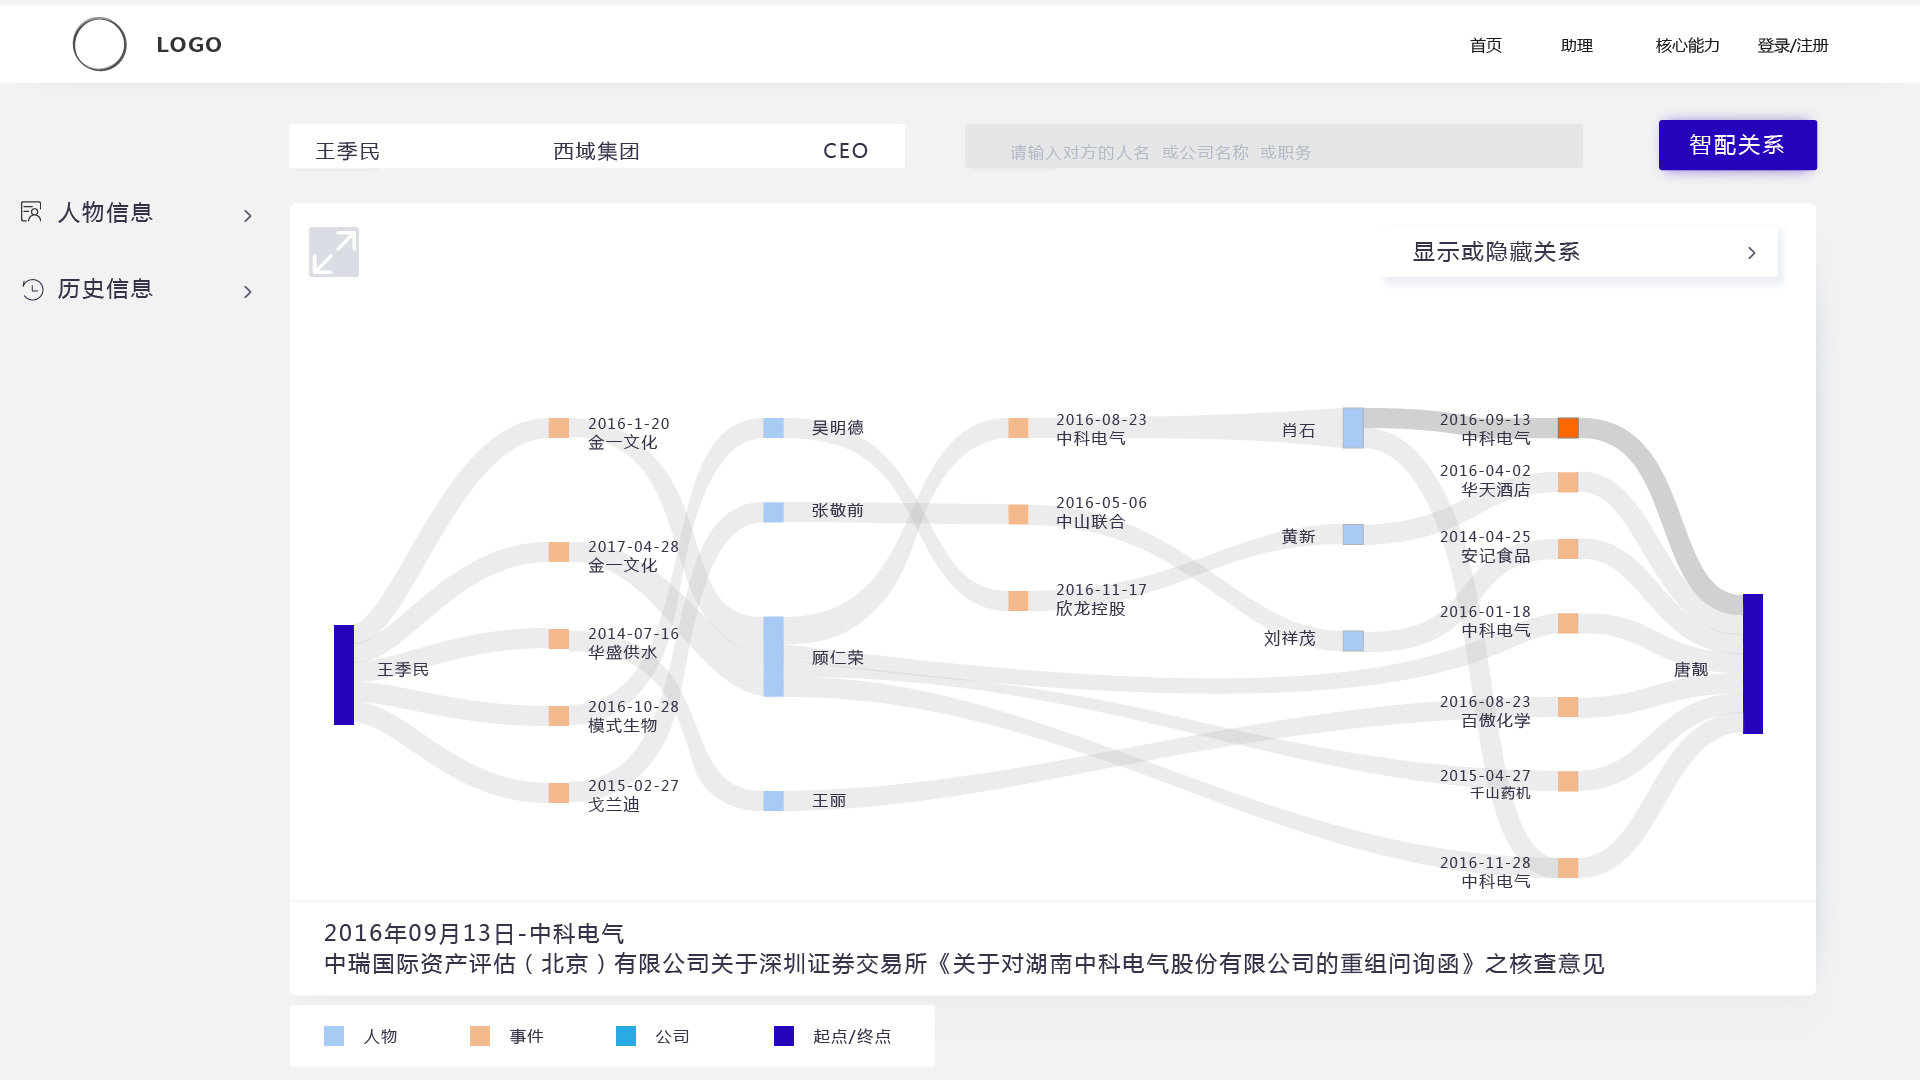 LOGO
首页
助理
核心能力
登录/注册
王季民
西域集团
CEO
请输入对方的人名 或公司名称 或职务
智配关系
人物信息
历史信息
显示或隐藏关系
王季民
2016-1-20
金一文化
2017-04-28
金一文化
2014-07-16
华盛供水
2016-10-28
模式生物
2015-02-27
戈兰迪
吴明德
张敬前
顾仁荣
王丽
2016-08-23
中科电气
2016-05-06
中山联合
2016-11-17
欣龙控股
肖石
黄新
刘祥茂
2016-09-13
中科电气
2016-04-02
华天酒店
2014-04-25
安记食品
2016-01-18
中科电气
2016-08-23
百傲化学
2015-04-27
千山药机
2016-11-28
中科电气
唐靓
2016年09月13日-中科电气
中瑞国际资产评估（北京）有限公司关于深圳证券交易所《关于对湖南中科电气股份有限公司的重组问询函》之核查意见
人物
事件
公司
起点/终点